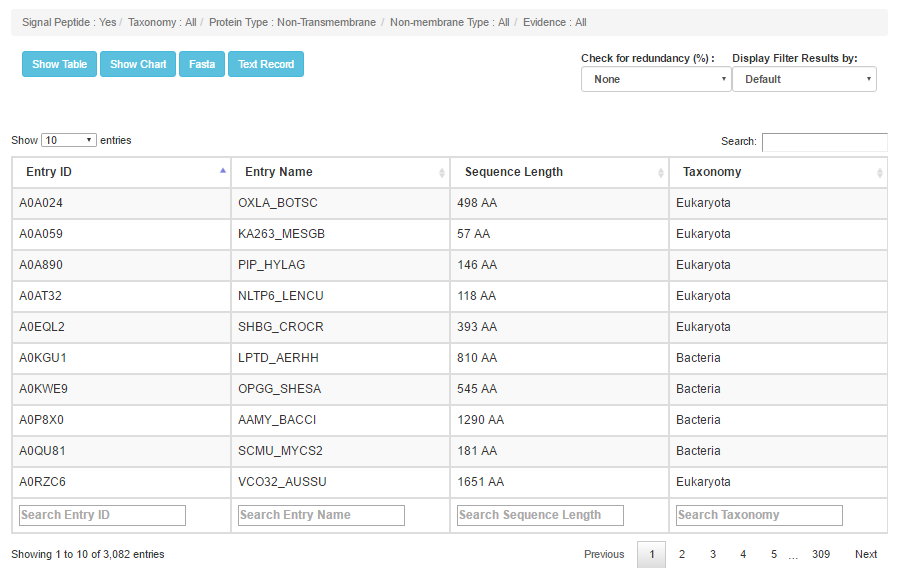 Signal Peptide : Yes / Taxonomy : All / Protein Type : Non-Transmembrane / Non-membrane Type : All / Evidence : All
Show Table Show Chart Fasta Text Record
Check for redundancy (%) : Display Filter Results by:
None Default
Show 10 entries Search:
Entry ID Entry Name Sequence Length Taxonomy
A0A024 OXLA_BOTSC 498 AA Eukaryota
A0A059 KA263_MESGB 57 AA Eukaryota
A0A890 PIP_HYLAG 146 AA Eukaryota
A0AT32 NLTP6_LENCU 118 AA Eukaryota
A0EQL2 SHBG_CROCR 393 AA Eukaryota
A0KGU1 LPTD_AERHH 810 AA Bacteria
A0KWE9 OPGG_SHESA 545 AA Bacteria
A0P8X0 AAMY_BACCI 1290 AA Bacteria
A0QU81 SCMU_MYCS2 181 AA Bacteria
A0RZC6 VCO32_AUSSU 1651 AA Eukaryota
Search Entry ID Search Entry Name Search Sequence Length Search Taxonomy
Showing 1 to 10 of 3,082 entries Previous 1 2 3 4 5 ... 309 Next